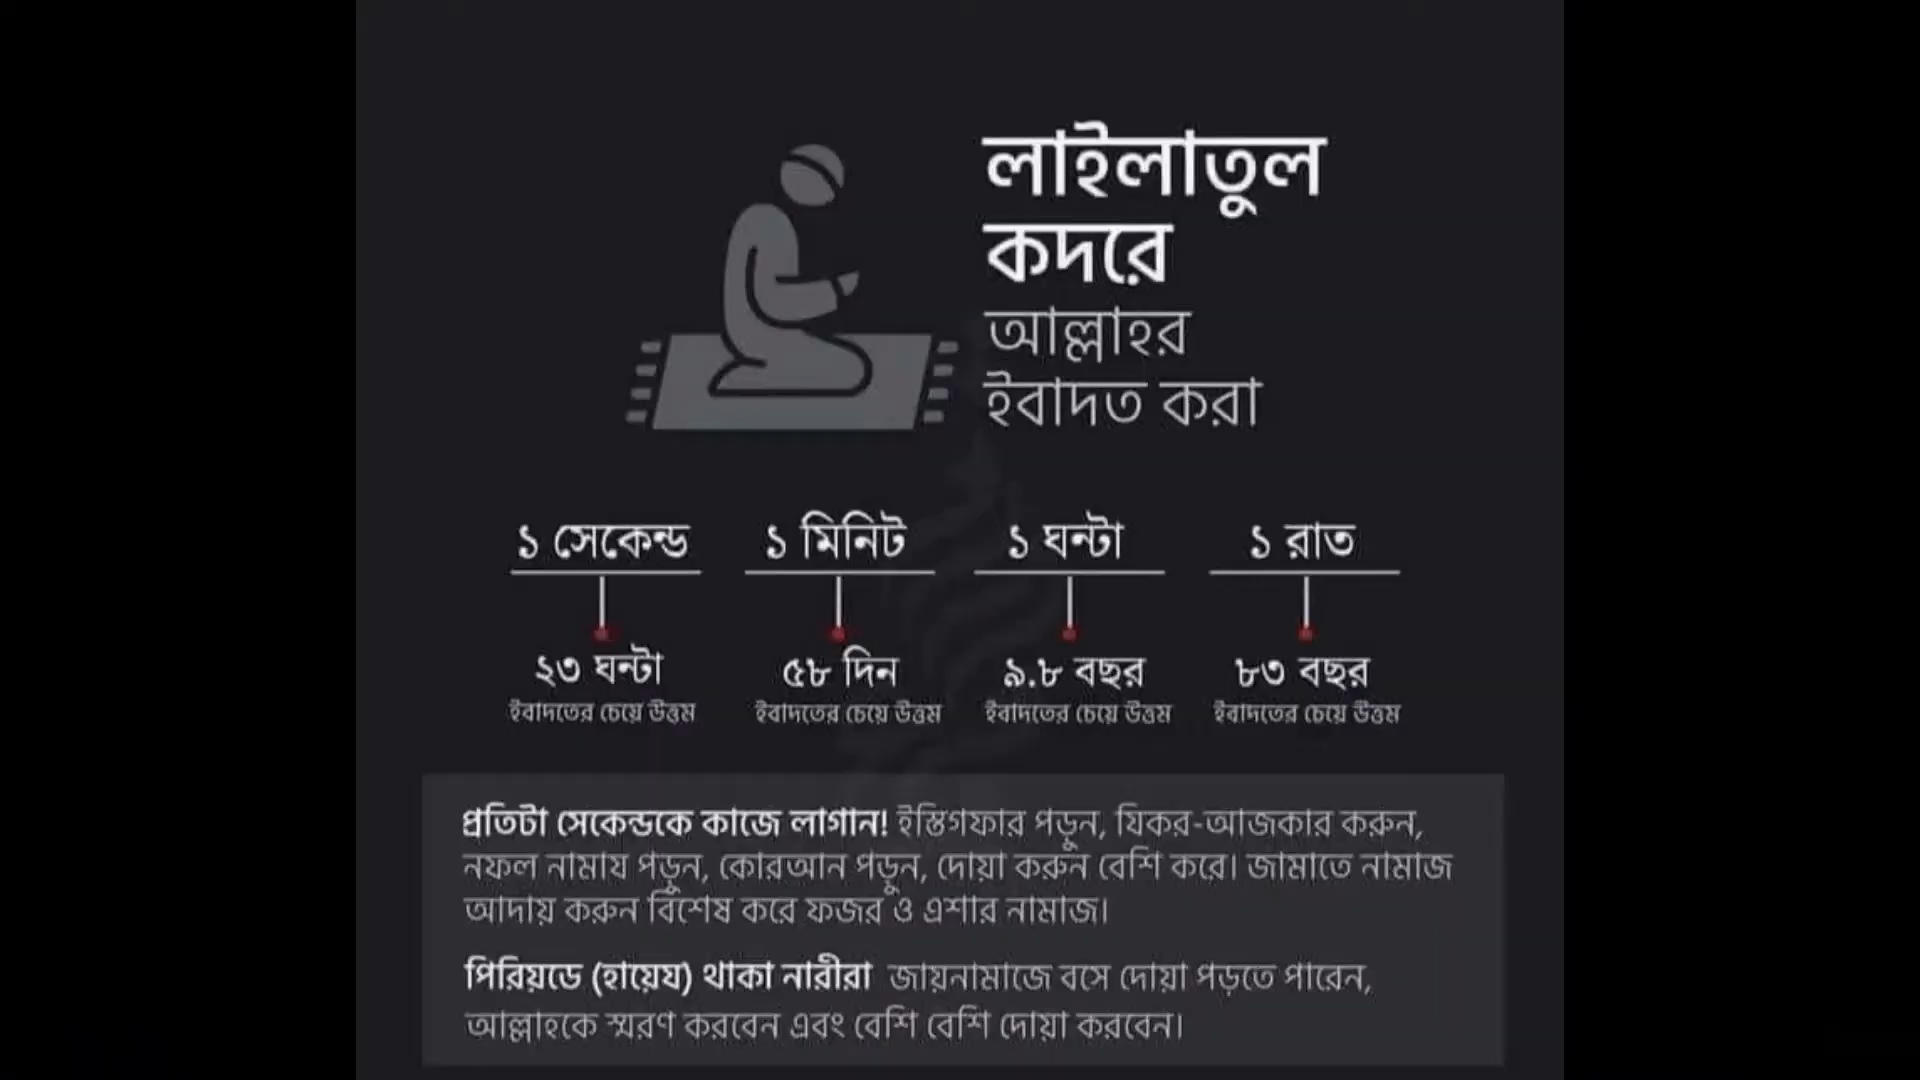 লাইলাতুল
কদরে
আল্লাহর
ইবাদত করা
১ সেকেন্ড
১ মিনিট
১ ঘন্টা
১ রাত
২৩ ঘন্টা
৫৮ দিন
৯.৮ বছর
৮৩ বছর
ইবাদতের চেয়ে উত্তম
ইবাদতের চেয়ে উত্তম
ইবাদতের চেয়ে উত্তম
ইবাদতের চেয়ে উত্তম
প্রতিটা সেকেন্ডকে কাজে লাগান! ইস্তিগফার পড়ুন, যিকর-আজকার করুন,
নফল নামায পড়ুন, কোরআন পড়ুন, দোয়া করুন বেশি করে। জামাতে নামাজ
আদায় করুন বিশেষ করে ফজর ও এশার নামাজ।
পিরিয়ডে (হায়েয) থাকা নারীরা জায়নামাজে বসে দোয়া পড়তে পারেন,
আল্লাহকে স্মরণ করবেন এবং বেশি বেশি দোয়া করবেন।